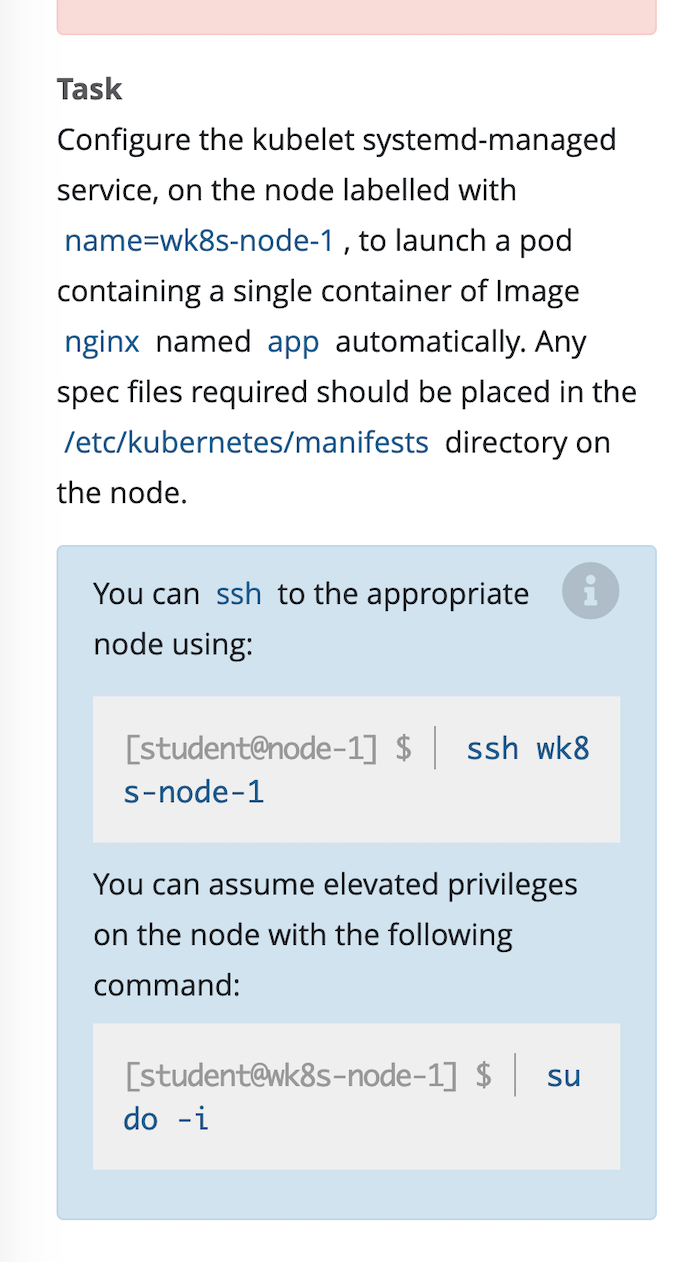 Task
Configure the kubelet systemd-managed
service, on the node labelled with
name=wk8s-node-1 , to launch a pod
containing a single container of Image
nginx named app automatically. Any
spec files required should be placed in the
/etc/kubernetes/manifests directory on
the node.
You can ssh to the appropriate
node using:
[student@node-1] $ | ssh wk8
s-node-1
You can assume elevated privileges
on the node with the following
command:
[student@wk8s-node-1] $ | su
do -i